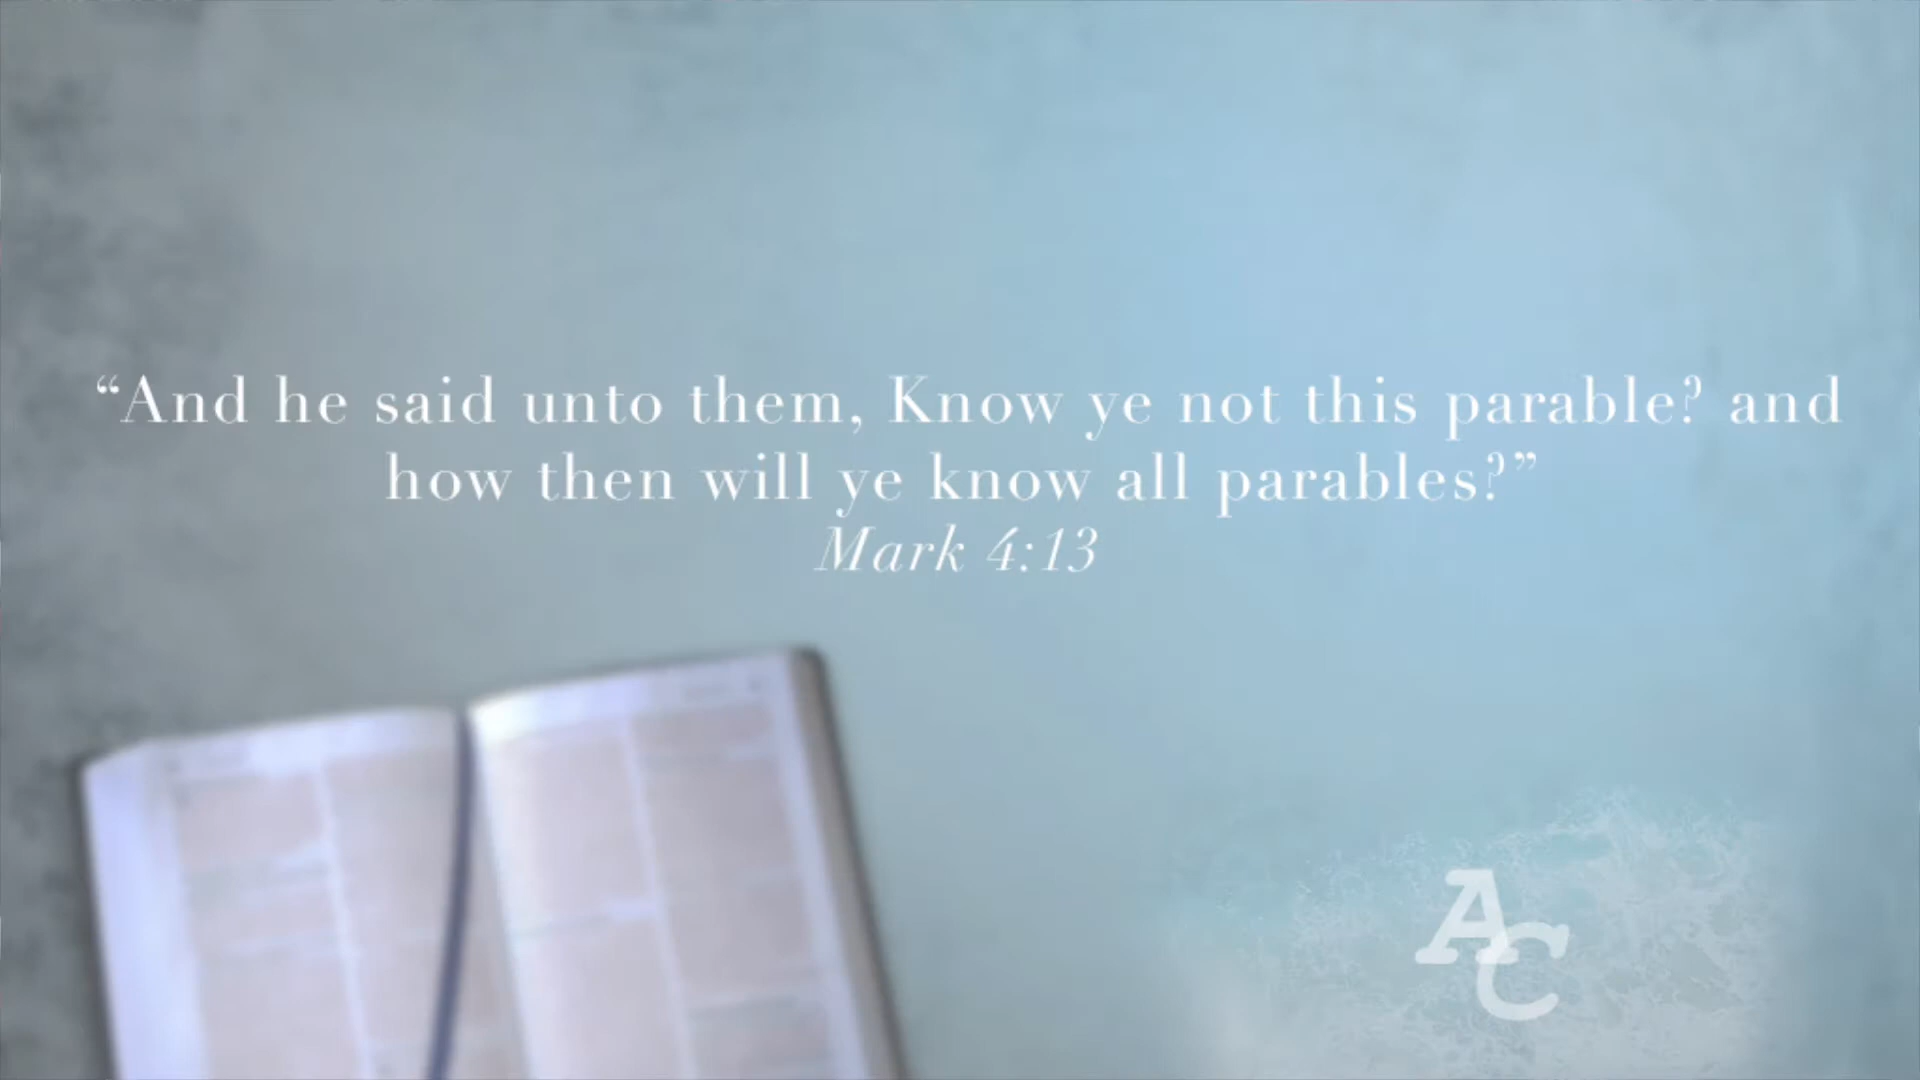 “And he said unto them, Know ye not this parable? and
how then will ye know all parables?”
Mark 4:13
AC